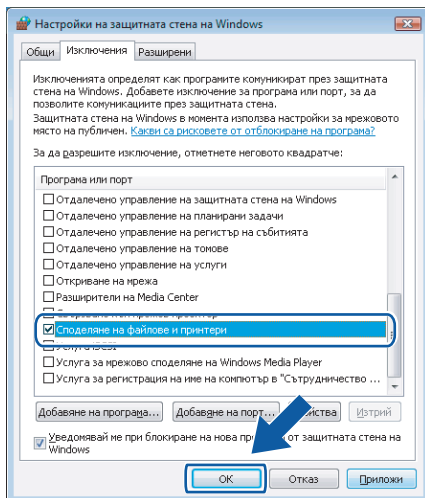 Настройки на защитната стена на Windows
Общи Изключения Разширени
Изключенията определят как програмите комуникират през защитната
стена на Windows. Добавете изключение за програма или порт, за да
позволите комуникациите през защитната стена.
Защитната стена на Windows в момента използва настройки за мрежовото
място на публичен. Какви са рисковете от отблокиране на програма?
За да разрешите изключение, отметнете неговото квадратче:
Програма или порт
Отдалечено управление на защитната стена на Windows
Отдалечено управление на планирани задачи
Отдалечено управление на регистър на събитията
Отдалечено управление на томове
Отдалечено управление на услуги
Откриване на мрежа
Разширители на Media Center
Споделяне на файлове и принтери
Услуга за мрежово споделяне на Windows Media Player
Услуга за регистрация на име на компютър в "Сътрудничество ...
Добавяне на програма... Добавяне на порт... Изтрий
Уведомявай ме при блокиране на нова от защитната стена на
Windows
OK Отказ Приложи